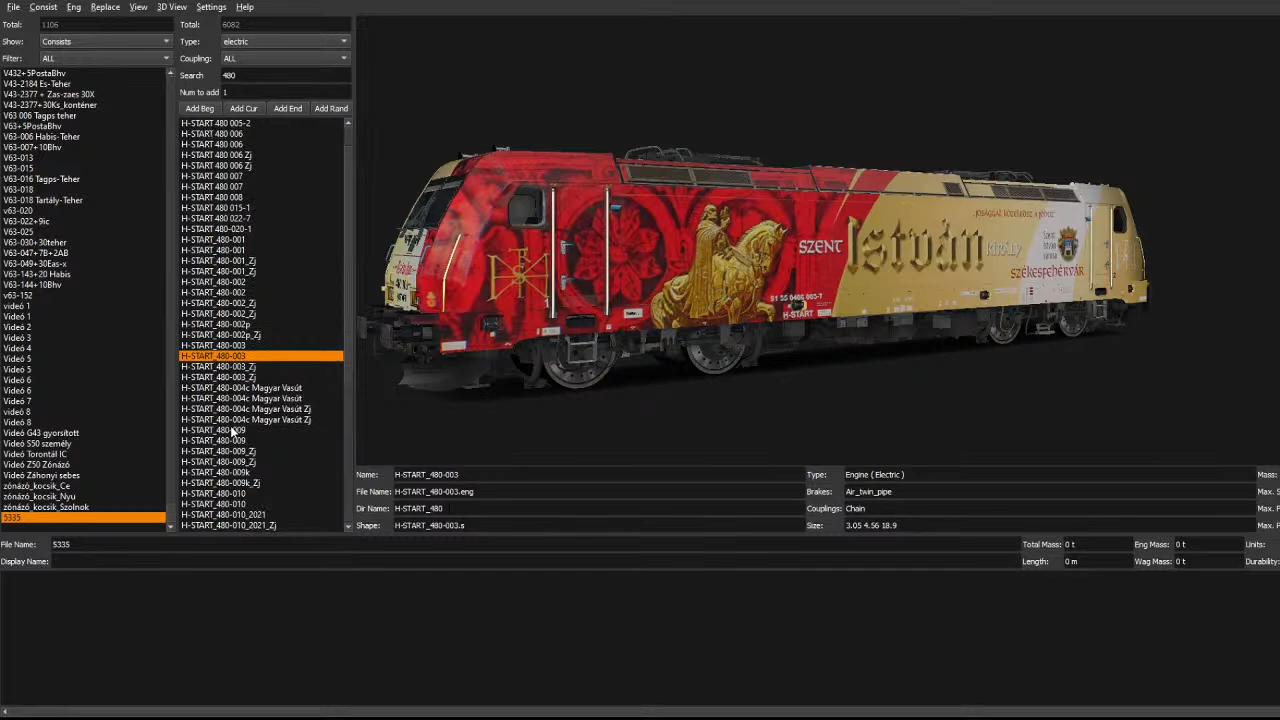 File Consist Eng Replace View 3D View Settings Help
Total: 1106 Total: 6082
Show: Consists Type: electric
Filter: ALL Coupling: ALL
Search 480
Num to add 1
Add Beg Add Cur Add End Add Rand
V432+5PostaBhv
V43-2184 Es-Teher
V43-2377 + Zas-zaes 30X
V43-2377+30Ks_konténer
V63 006 Tagps teher
V63+5PostaBhv
V63-006 Habis-Teher
V63-007+10Bhv
V63-013
V63-015
V63-016 Tagps-Teher
V63-018
V63-018 Tartály-Teher
v63-020
V63-022+9ic
V63-025
V63-030+30teher
V63-047+7B+2AB
V63-049+30Eas-x
V63-143+20 Habis
V63-144+10Bhv
v63-152
videó 1
Videó 1
Videó 2
Videó 3
Videó 4
Videó 5
Videó 5
Videó 6
Videó 6
Videó 7
videó 8
Videó 8
Videó G43 gyorsított
Videó S50 személy
Videó Torontál IC
Videó Z50 Zónázó
Videó Záhonyi sebes
zónázó_kocsik_Ce
zónázó_kocsik_Nyu
zónázó_kocsik_Szolnok
5335
H-START 480 005-2
H-START 480 006
H-START 480 006
H-START 480 006 Zj
H-START 480 006 Zj
H-START 480 007
H-START 480 007
H-START 480 008
H-START 480 015-1
H-START 480 022-7
H-START 480-020-1
H-START_480-001
H-START_480-001
H-START_480-001_Zj
H-START_480-001_Zj
H-START_480-002
H-START_480-002
H-START_480-002_Zj
H-START_480-002_Zj
H-START_480-002p
H-START_480-002p_Zj
H-START_480-003
H-START_480-003
H-START_480-003_Zj
H-START_480-003_Zj
H-START_480-004c Magyar Vasút
H-START_480-004c Magyar Vasút
H-START_480-004c Magyar Vasút Zj
H-START_480-004c Magyar Vasút Zj
H-START_480-009
H-START_480-009
H-START_480-009_Zj
H-START_480-009_Zj
H-START_480-009k
H-START_480-009k_Zj
H-START_480-010
H-START_480-010
H-START_480-010_2021
H-START_480-010_2021_Zj
SZENT István KIRÁLY
Szent
István
városa
SZÉKESFEHÉRVÁR
H-START
Name: H-START_480-003 Type: Engine ( Electric ) Mass:
File Name: H-START_480-003.eng Brakes: Air_twin_pipe Max. S
Dir Name: H-START_480 Couplings: Chain Max. F
Shape: H-START_480-003.s Size: 3.05 4.56 18.9 Max. F
File Name: 5335 Total Mass: 0 t Eng Mass: 0 t Units:
Display Name: Length: 0 m Wag Mass: 0 t Durability: